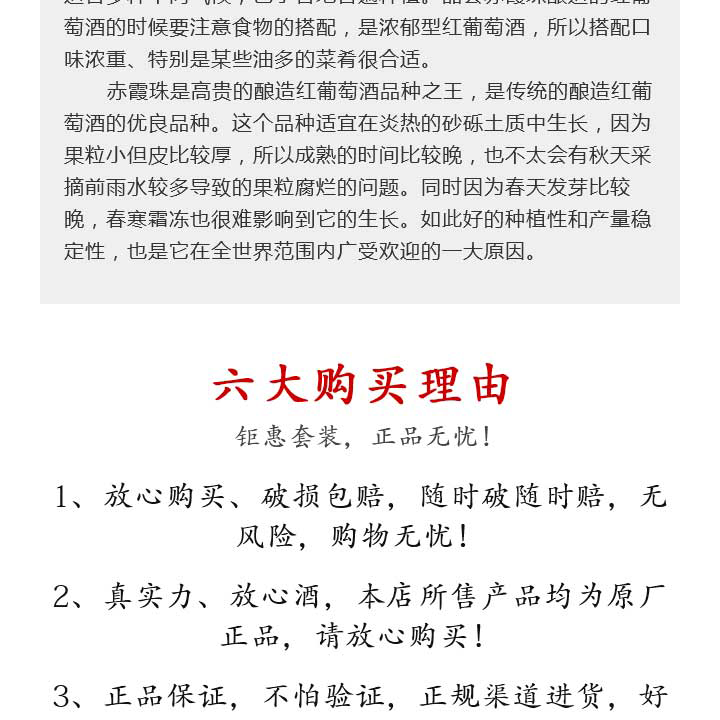 萄酒的时候要注意食物的搭配，是浓郁型红葡萄酒，所以搭配口
味浓重、特别是某些油多的菜肴很合适。
赤霞珠是高贵的酿造红葡萄酒品种之王，是传统的酿造红葡
萄酒的优良品种。这个品种适宜在炎热的砂砾土质中生长，因为
果粒小但皮比较厚，所以成熟的时间比较晚，也不太会有秋天采
摘前雨水较多导致的果粒腐烂的问题。同时因为春天发芽比较
晚，春寒霜冻也很难影响到它的生长。如此好的种植性和产量稳
定性，也是它在全世界范围内广受欢迎的一大原因。
六大购买理由
钜惠套装，正品无忧！
1、放心购买、破损包赔，随时破随时赔，无
风险，购物无忧！
2、真实力、放心酒，本店所售产品均为原厂
正品，请放心购买！
3、正品保证，不怕验证，正规渠道进货，好